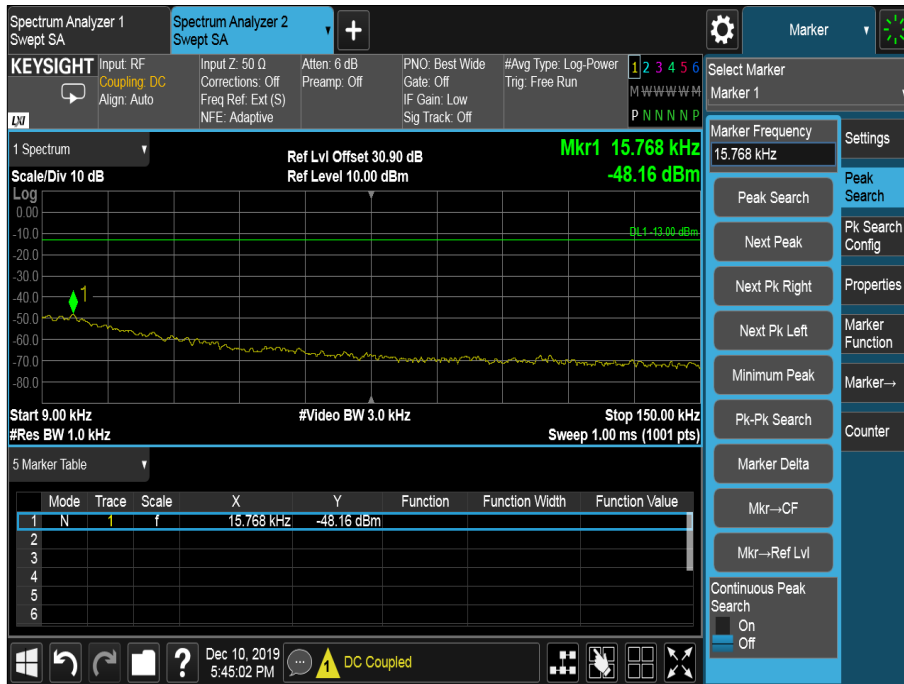 Spectrum Analyzer 1
Swept SA
Spectrum Analyzer 2
Swept SA
Marker
KEYSIGHT
LXI
Input: RF
Coupling: DC
Align: Auto
Input Z: 50 Ω
Corrections: Off
Freq Ref: Ext (S)
NFE: Adaptive
Atten: 6 dB
Preamp: Off
PNO: Best Wide
Gate: Off
IF Gain: Low
Sig Track: Off
#Avg Type: Log-Power
Trig: Free Run
1 2 3 4 5 6
M W W W W M
P N N N N P
Select Marker
Marker 1
1 Spectrum
Scale/Div 10 dB
Ref Lvl Offset 30.90 dB
Ref Level 10.00 dBm
Mkr1 15.768 kHz
-48.16 dBm
Log
0.00
-10.0
-20.0
-30.0
-40.0
-50.0
-60.0
-70.0
-80.0
DL1 -13.00 dBm
1
Start 9.00 kHz
#Video BW 3.0 kHz
Stop 150.00 kHz
#Res BW 1.0 kHz
Sweep 1.00 ms (1001 pts)
5 Marker Table
Mode Trace Scale X Y Function Function Width Function Value
1 N 1 f 15.768 kHz -48.16 dBm
2
3
4
5
6
Marker Frequency
15.768 kHz
Peak Search
Next Peak
Next Pk Right
Next Pk Left
Minimum Peak
Pk-Pk Search
Marker Delta
Mkr→CF
Mkr→Ref Lvl
Continuous Peak
Search
On
Off
Settings
Peak
Search
Pk Search
Config
Properties
Marker
Function
Marker→
Counter
?
Dec 10, 2019
5:45:02 PM
1
DC Coupled